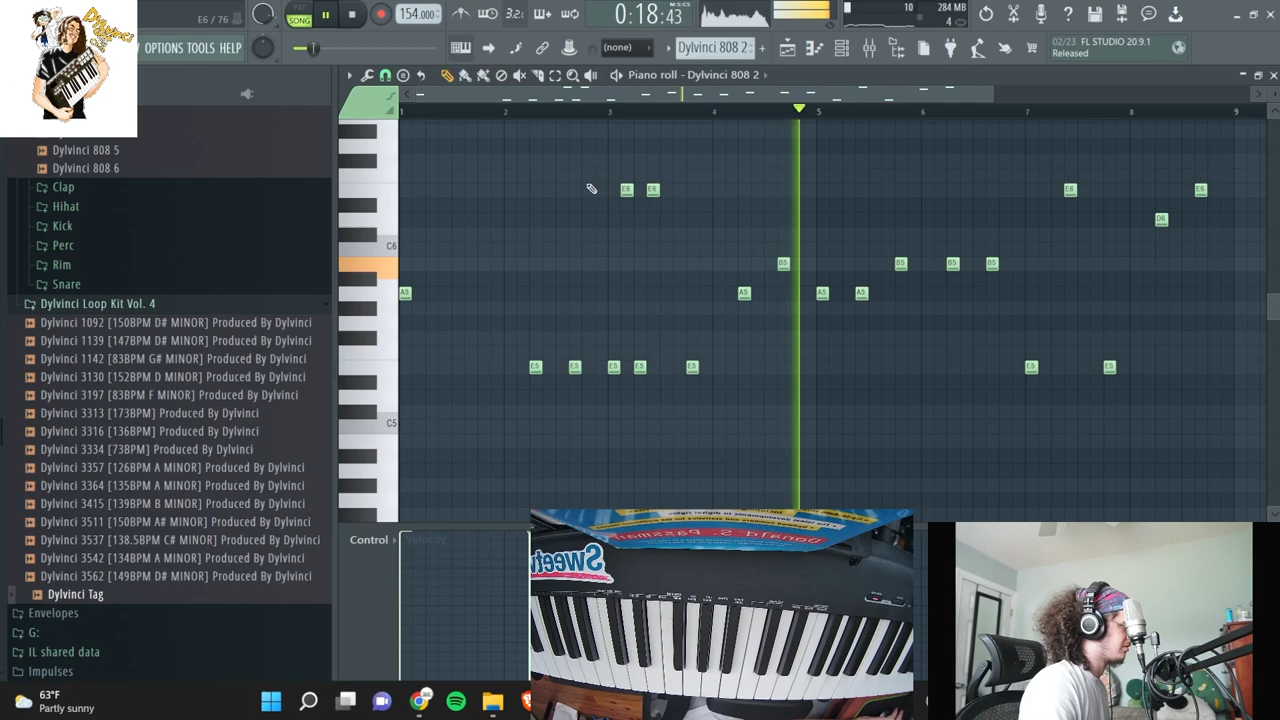 Dylvinci
E6 / 76
PAT
SONG
154.000
3.2.
0:18:43
M:S:CS
10
284 MB
4
OPTIONS TOOLS HELP
(none)
Dylvinci 808 2
02/23 FL STUDIO 20.9.1
Released
Piano roll - Dylvinci 808 2
1 2 3 4 5 6 7 8 9
Dylvinci 808 5
Dylvinci 808 6
Clap
Hihat
Kick
Perc
Rim
Snare
Dylvinci Loop Kit Vol. 4
Dylvinci 1092 [150BPM D# MINOR] Produced By Dylvinci
Dylvinci 1139 [147BPM D# MINOR] Produced By Dylvinci
Dylvinci 1142 [83BPM G# MINOR] Produced By Dylvinci
Dylvinci 3130 [152BPM D MINOR] Produced By Dylvinci
Dylvinci 3197 [83BPM F MINOR] Produced By Dylvinci
Dylvinci 3313 [173BPM] Produced By Dylvinci
Dylvinci 3316 [136BPM] Produced By Dylvinci
Dylvinci 3334 [73BPM] Produced By Dylvinci
Dylvinci 3357 [126BPM A MINOR] Produced By Dylvinci
Dylvinci 3364 [135BPM A MINOR] Produced By Dylvinci
Dylvinci 3415 [139BPM B MINOR] Produced By Dylvinci
Dylvinci 3511 [150BPM A# MINOR] Produced By Dylvinci
Dylvinci 3537 [138.5BPM C# MINOR] Produced By Dylvinci
Dylvinci 3542 [134BPM A MINOR] Produced By Dylvinci
Dylvinci 3562 [149BPM D# MINOR] Produced By Dylvinci
Dylvinci Tag
Envelopes
G:
IL shared data
Impulses
E6 E6 E6 E6
D6
C6
B5 B5 B5 B5
A5 A5 A5 A5
E5 E5 E5 E5 E5 E5 E5
C5
Control
Velocity
Sweetw
63°F
Partly sunny